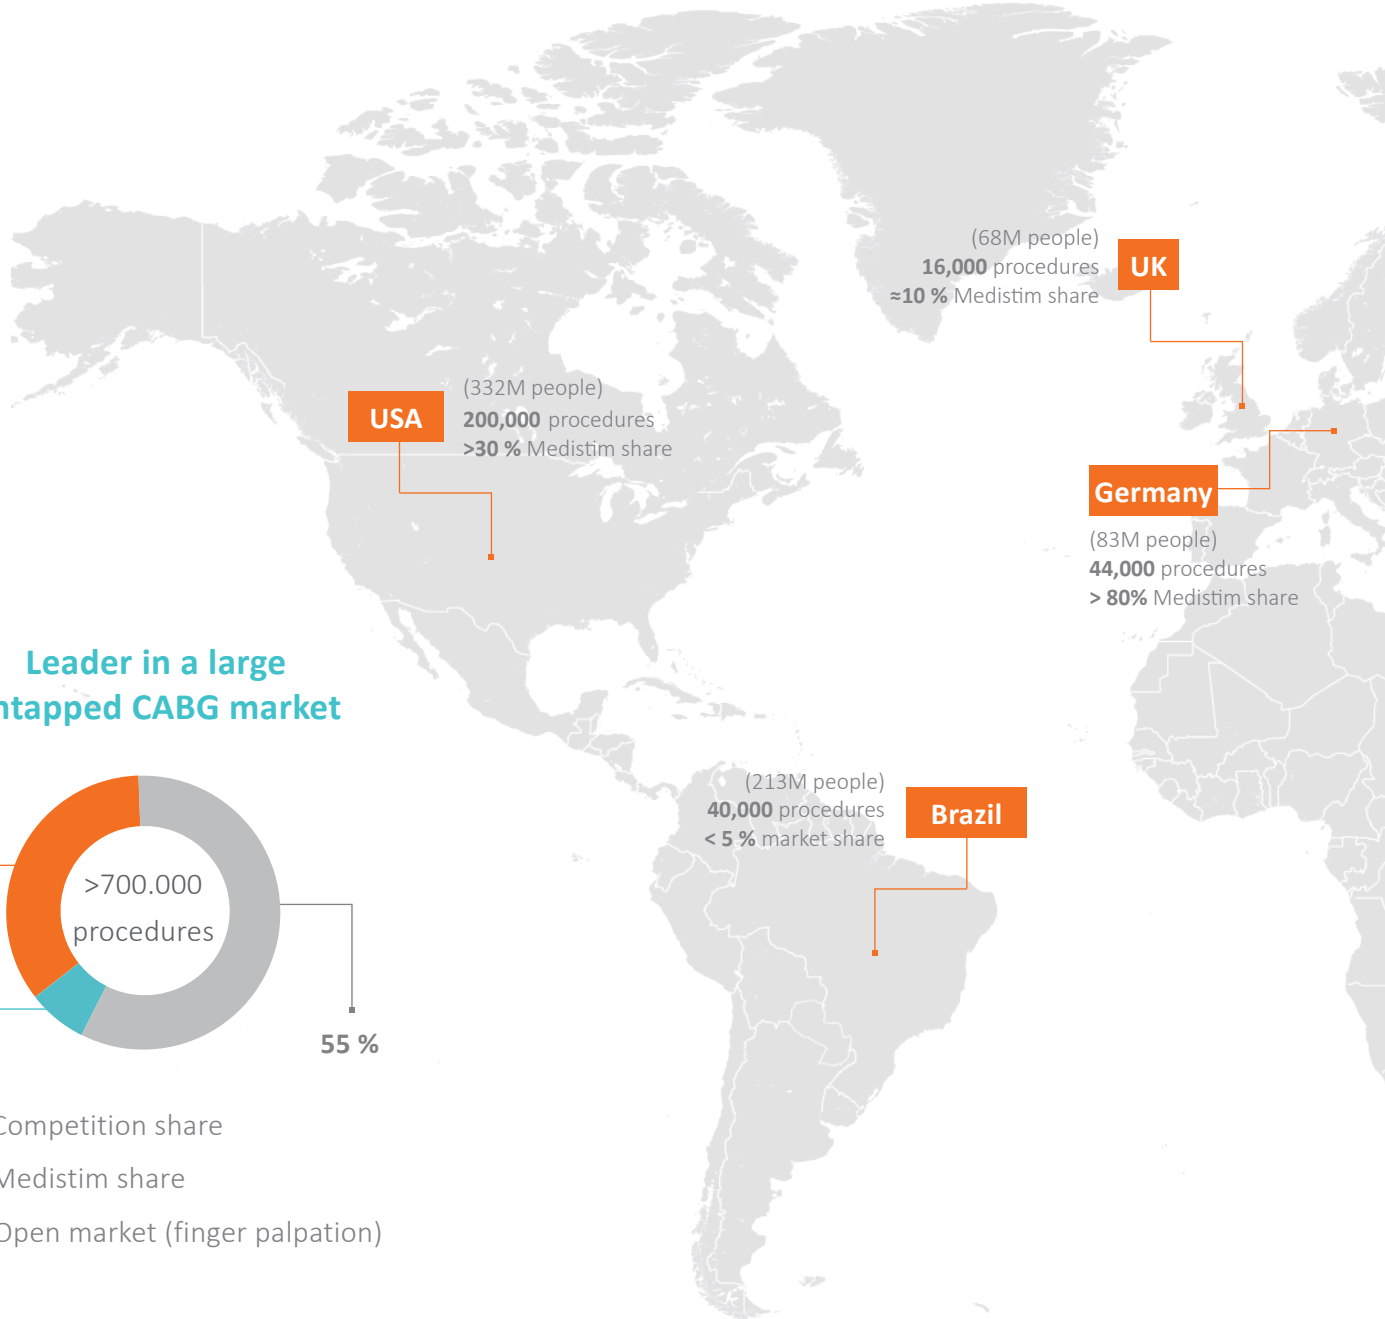 (68M people)
16,000 procedures
≈10 % Medistim share
UK
USA
(332M people)
200,000 procedures
>30 % Medistim share
Germany
(83M people)
44,000 procedures
> 80% Medistim share
Leader in a large
ntapped CABG market
(213M people)
40,000 procedures
< 5 % market share
Brazil
>700.000
procedures
55 %
Competition share
Medistim share
Open market (finger palpation)